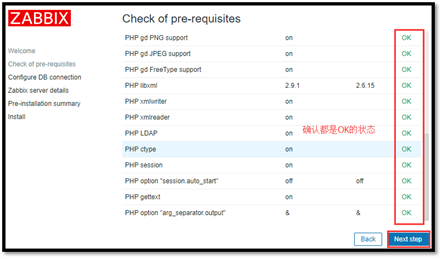 ZABBIX
Check of pre-requisites
Welcome
Check of pre-requisites
Configure DB connection
Zabbix server details
Pre-installation summary
Install
PHP gd PNG support on OK
PHP gd JPEG support on OK
PHP gd FreeType support on OK
PHP libxml 2.9.1 2.6.15 OK
PHP xmlwriter on OK
PHP xmlreader on OK
PHP LDAP on OK
确认都是OK的状态
PHP ctype on OK
PHP session on OK
PHP option "session.auto_start" off off OK
PHP gettext on OK
PHP option "arg_separator.output" & & OK
Back Next step